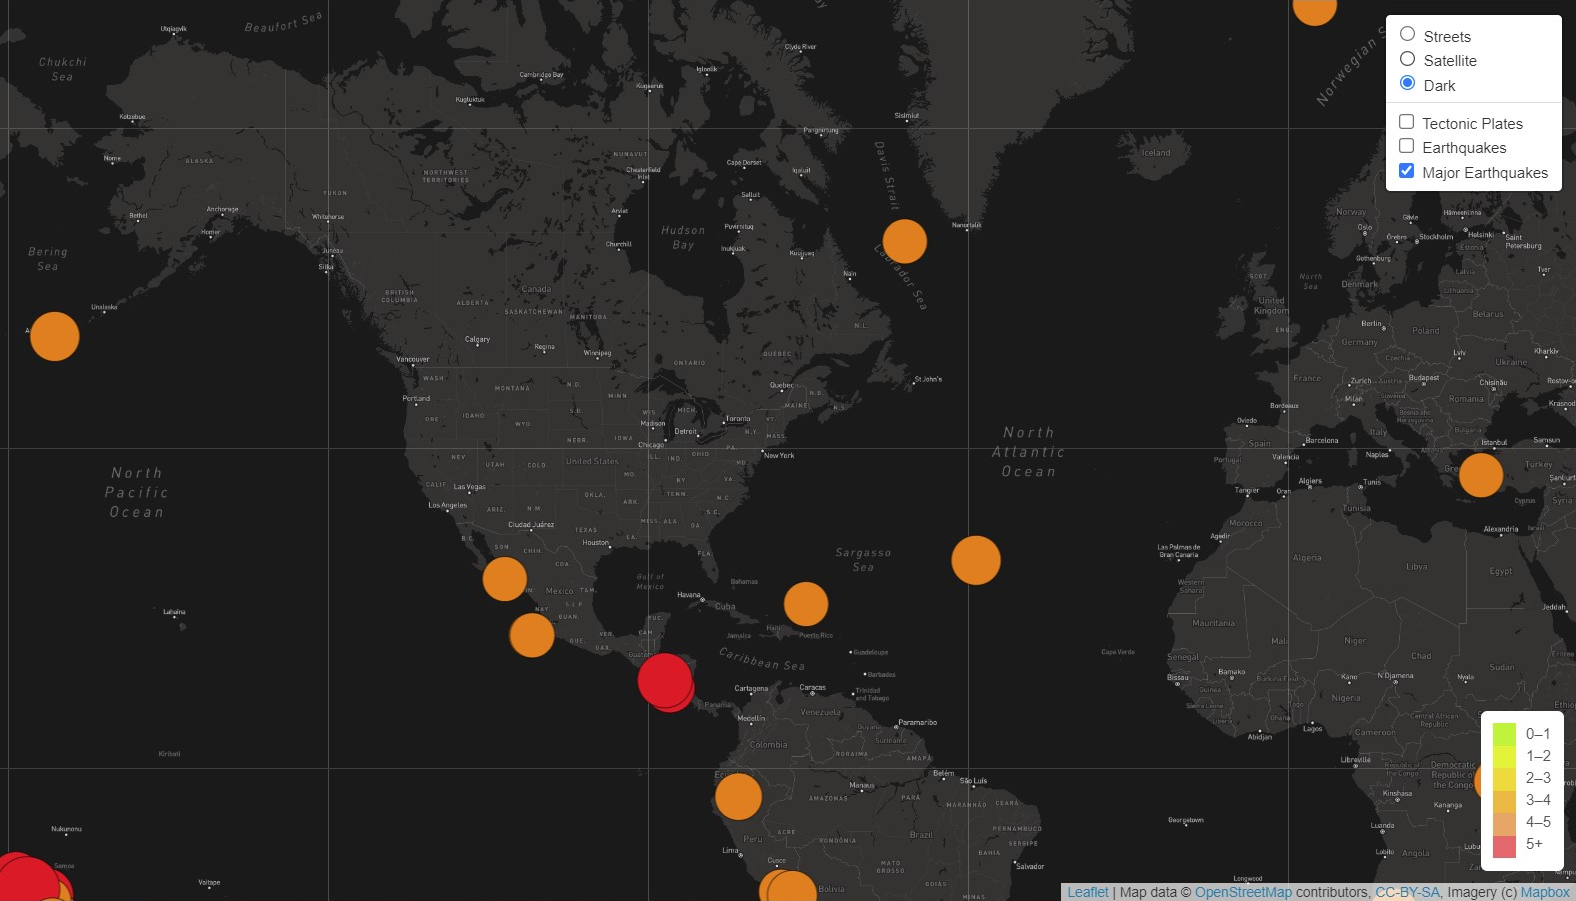 Utqiagvik
Beaufort Sea
Clyde River
Norwegian S
Streets
Satellite
Dark
Tectonic Plates
Earthquakes
Major Earthquakes
Chukchi
Sea
Cambridge Bay
Igloolik
Kugaaruk
Kugluktuk
Kotzebue
Sisimiut
Pangnirtung
Davis Strait
Iceland
Nome
ALASKA
NUNAVUT
Cape Dorset
Chesterfield
Inlet
Iqaluit
NORTHWEST
TERRITORIES
YUKON
Salluit
Bethel
Anchorage
Whitehorse
Arviat
Nanortalik
Norway
Oslo
Gävle
Hämeenlinna
Örebro
Stockholm
Helsinki
Saint
Petersburg
Estonia
Homer
Puvirnituq
Hudson
Bay
Churchill
Inukjuak
Kuujjuaq
Juneau
Sitka
Bering
Sea
Labrador Sea
Nain
Gothenburg
Latvia
Tver
SCOT.
North
Sea
Denmark
Lithuania
Canada
BRITISH
COLUMBIA
ALBERTA
SASKATCHEWAN
MANITOBA
United
Kingdom
ENG.
Unalaska
A
N.L.
Belarus
Berlin
Poland
Germany
Calgary
Regina
Winnipeg
Vancouver
ONTARIO
QUEBEC
Czechia
Lviv
Kharkiv
Ukraine
WASH.
MONTANA
N.D.
Quebec
St John's
France
Zurich
Austria
Budapest
Chișinău
Rostov-o
Portland
MINN.
MAINE
N.B.
N.S.
Slovenia
Milan
Romania
Krasnod
ORE.
IDAHO
S.D.
WIS.
MICH.
Toronto
VT.
Bordeaux
Bosnia and
Herzegovina
WYO.
Madison
Detroit
N.Y.
MASS.
Oviedo
Italy
Bulgaria
NEBR.
IOWA
Chicago
PA.
North
Atlantic
Ocean
Spain
Barcelona
Istanbul
Samsun
NEV.
UTAH
COLO.
United States
ILL.
IND.
OHIO
MD.
New York
Portugal
Valencia
Naples
Gre
Turkey
North
Pacific
Ocean
CALIF.
Las Vegas
MO.
KY.
VA.
Algiers
Tunis
Şanlıurf
Los Angeles
ARIZ.
N.M.
OKLA.
ARK.
TENN.
N.C.
Tangier
Oran
Tunisia
Cyprus
Syria
S.C.
Ciudad Juárez
MISS.
ALA.
GA.
Morocco
Alexandria
Israel
TEXAS
LA.
Agadir
B.C.
SON.
CHIH.
Houston
FLA.
Las Palmas de
Gran Canaria
Algeria
Libya
Egypt
COA.
Sargasso
Sea
Gulf of
Mexico
Bahamas
Western
Sahara
Mexico
TAM.
Havana
Cuba
Jeddah
Lahaina
NAY.
S.L.P.
GUAN.
YUC.
Mauritania
VER.
CAM.
Haiti
Jamaica
Puerto Rico
GUE.
OAX.
Mali
Niger
Cape Verde
Guadeloupe
Guatem
Caribbean Sea
Senegal
Chad
Sudan
Eritrea
Barbados
Bissau
Bamako
Burkina Faso
Kano
N'Djamena
Nyala
Cartagena
Caracas
Trinidad
and Tobago
Guinea
Panama
Sierra Leone
Togo
Nigeria
Ethiop
Medellín
Venezuela
Paramaribo
Liberia
Ghana
Central African
Republic
Guyana
Abidjan
Lagos
Cameroon
Colombia
Suriname
Kiribati
RORAIMA
AMAPÁ
Libreville
Republic of
the Congo
Democratic
Republic o
the Congo
Ecu
Belém
São Luís
Manaus
AMAZONAS
PARÁ
MARANHÃO
CEARÁ
Kinshasa
Kananga
Nukunonu
Georgetown
Luanda
PERNAMBUCO
ACRE
Peru
RONDÔNIA
Brazil
SERGIPE
Lima
BAHIA
Lobito
Angola
Lubu
Cusco
MATO
GROSSO
Salvador
Samoa
Vaitape
Bolivia
GOIÁS
MINAS
Longwood
0–1
1–2
2–3
3–4
4–5
5+
Leaflet | Map data © OpenStreetMap contributors, CC-BY-SA, Imagery (c) Mapbox